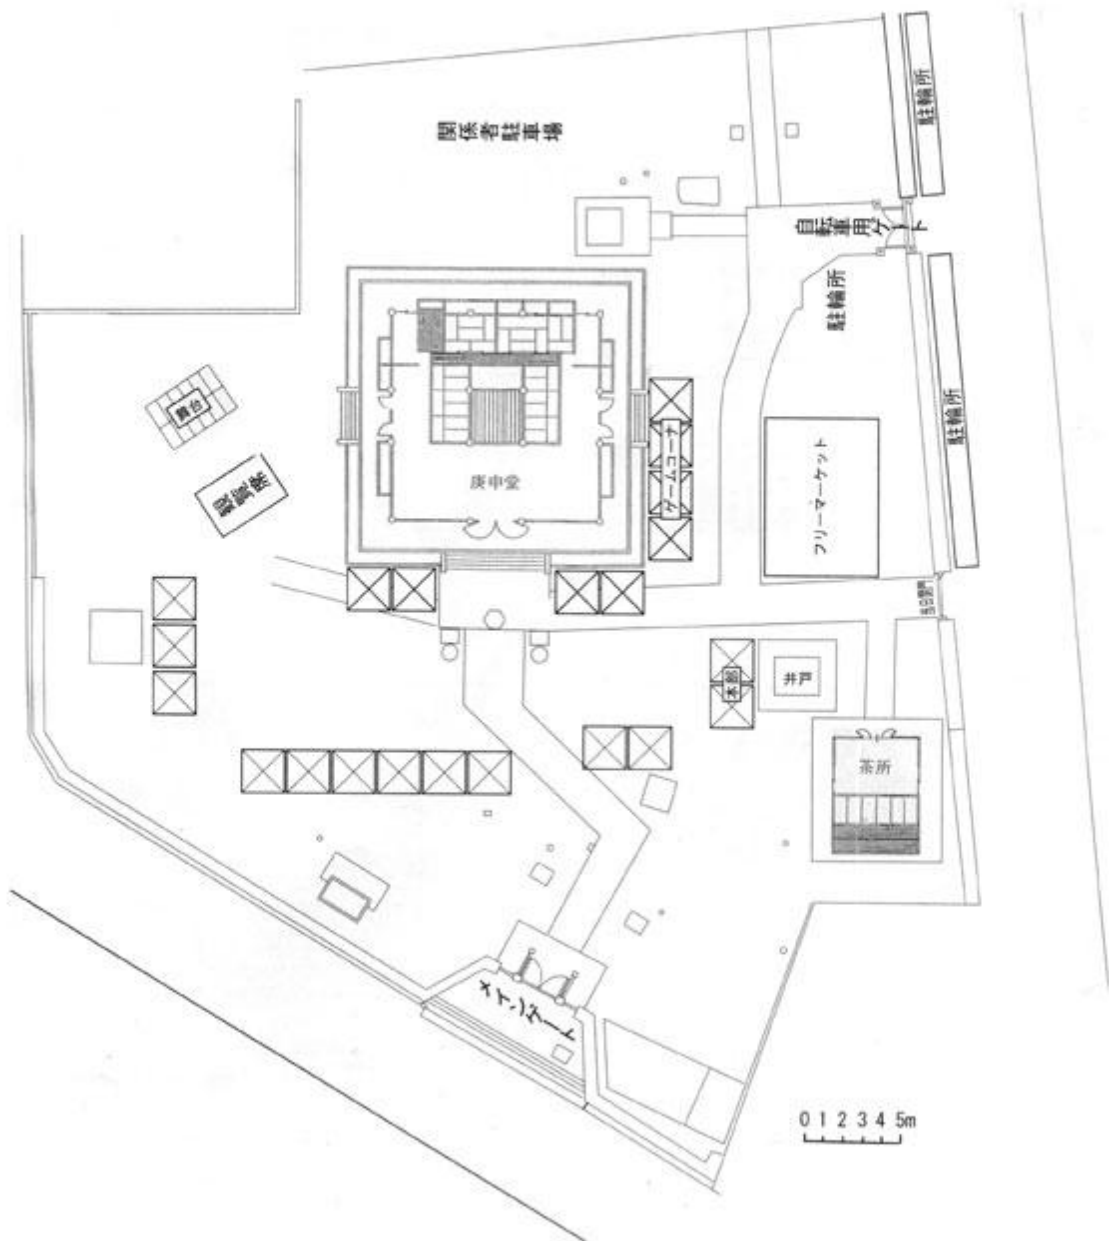 駐輪所
関係者駐車場
自転車用ゲート
駐輪所
舞台
観覧席
ゲームコーナ
駐輪所
庚申堂
フリーマーケット
本部
井戸
茶所
メインゲート
0 1 2 3 4 5m